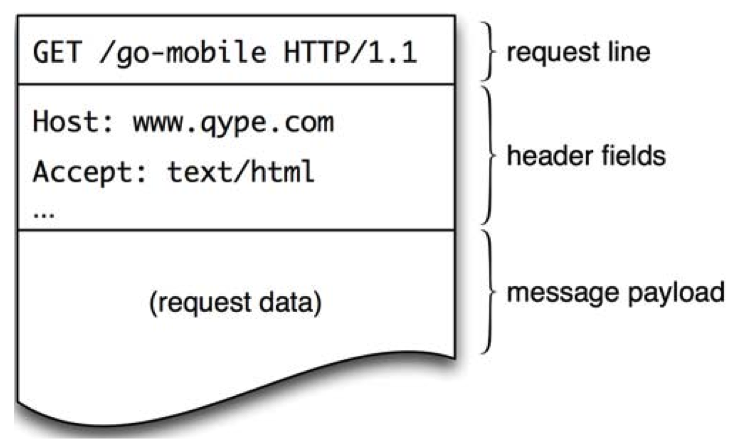 GET /go-mobile HTTP/1.1
request line
Host: www.qype.com
Accept: text/html
...
header fields
(request data)
message payload